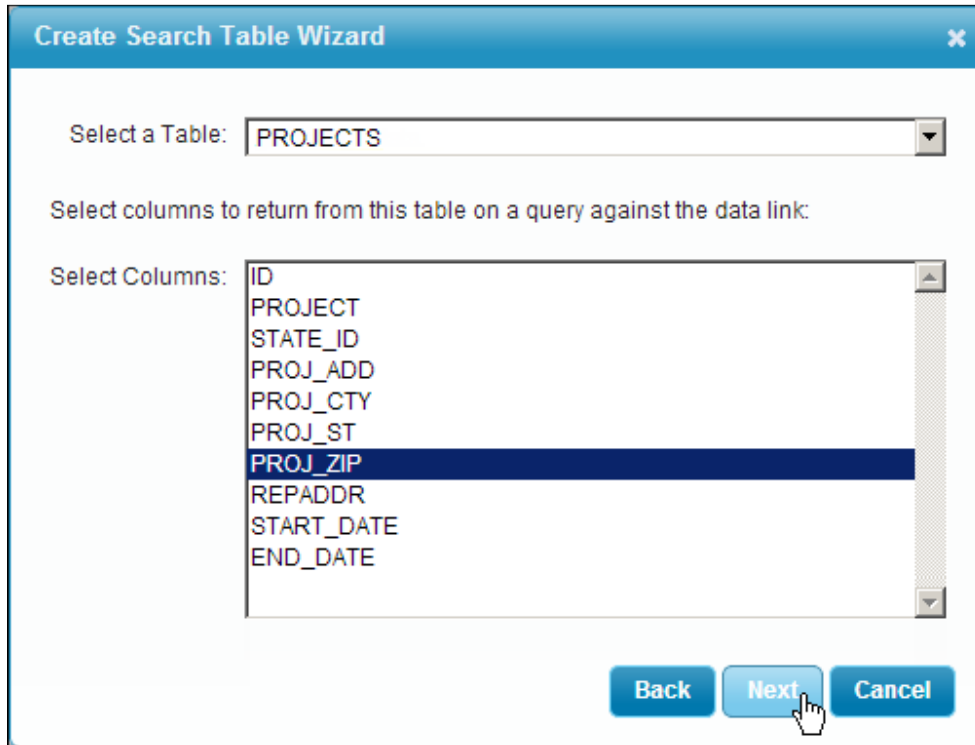 Create Search Table Wizard
Select a Table: PROJECTS
Select columns to return from this table on a query against the data link:
Select Columns: ID
PROJECT
STATE_ID
PROJ_ADD
PROJ_CTY
PROJ_ST
PROJ_ZIP
REPADDR
START_DATE
END_DATE
Back Next Cancel